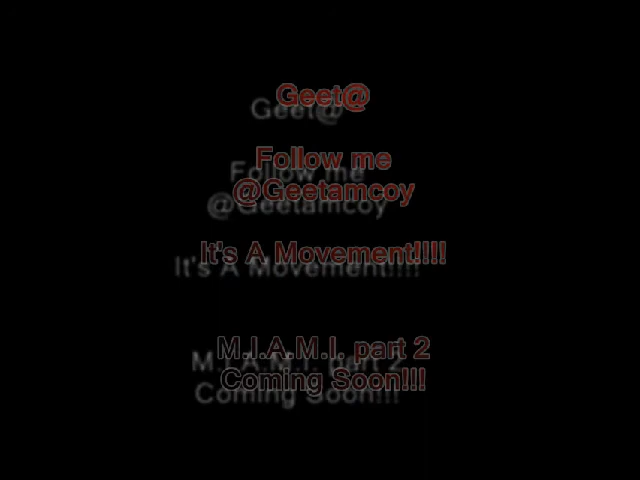 Geet@
Follow me
@Geetamcoy
It's A Movement!!!!
M.I.A.M.I. part 2
Coming Soon!!!